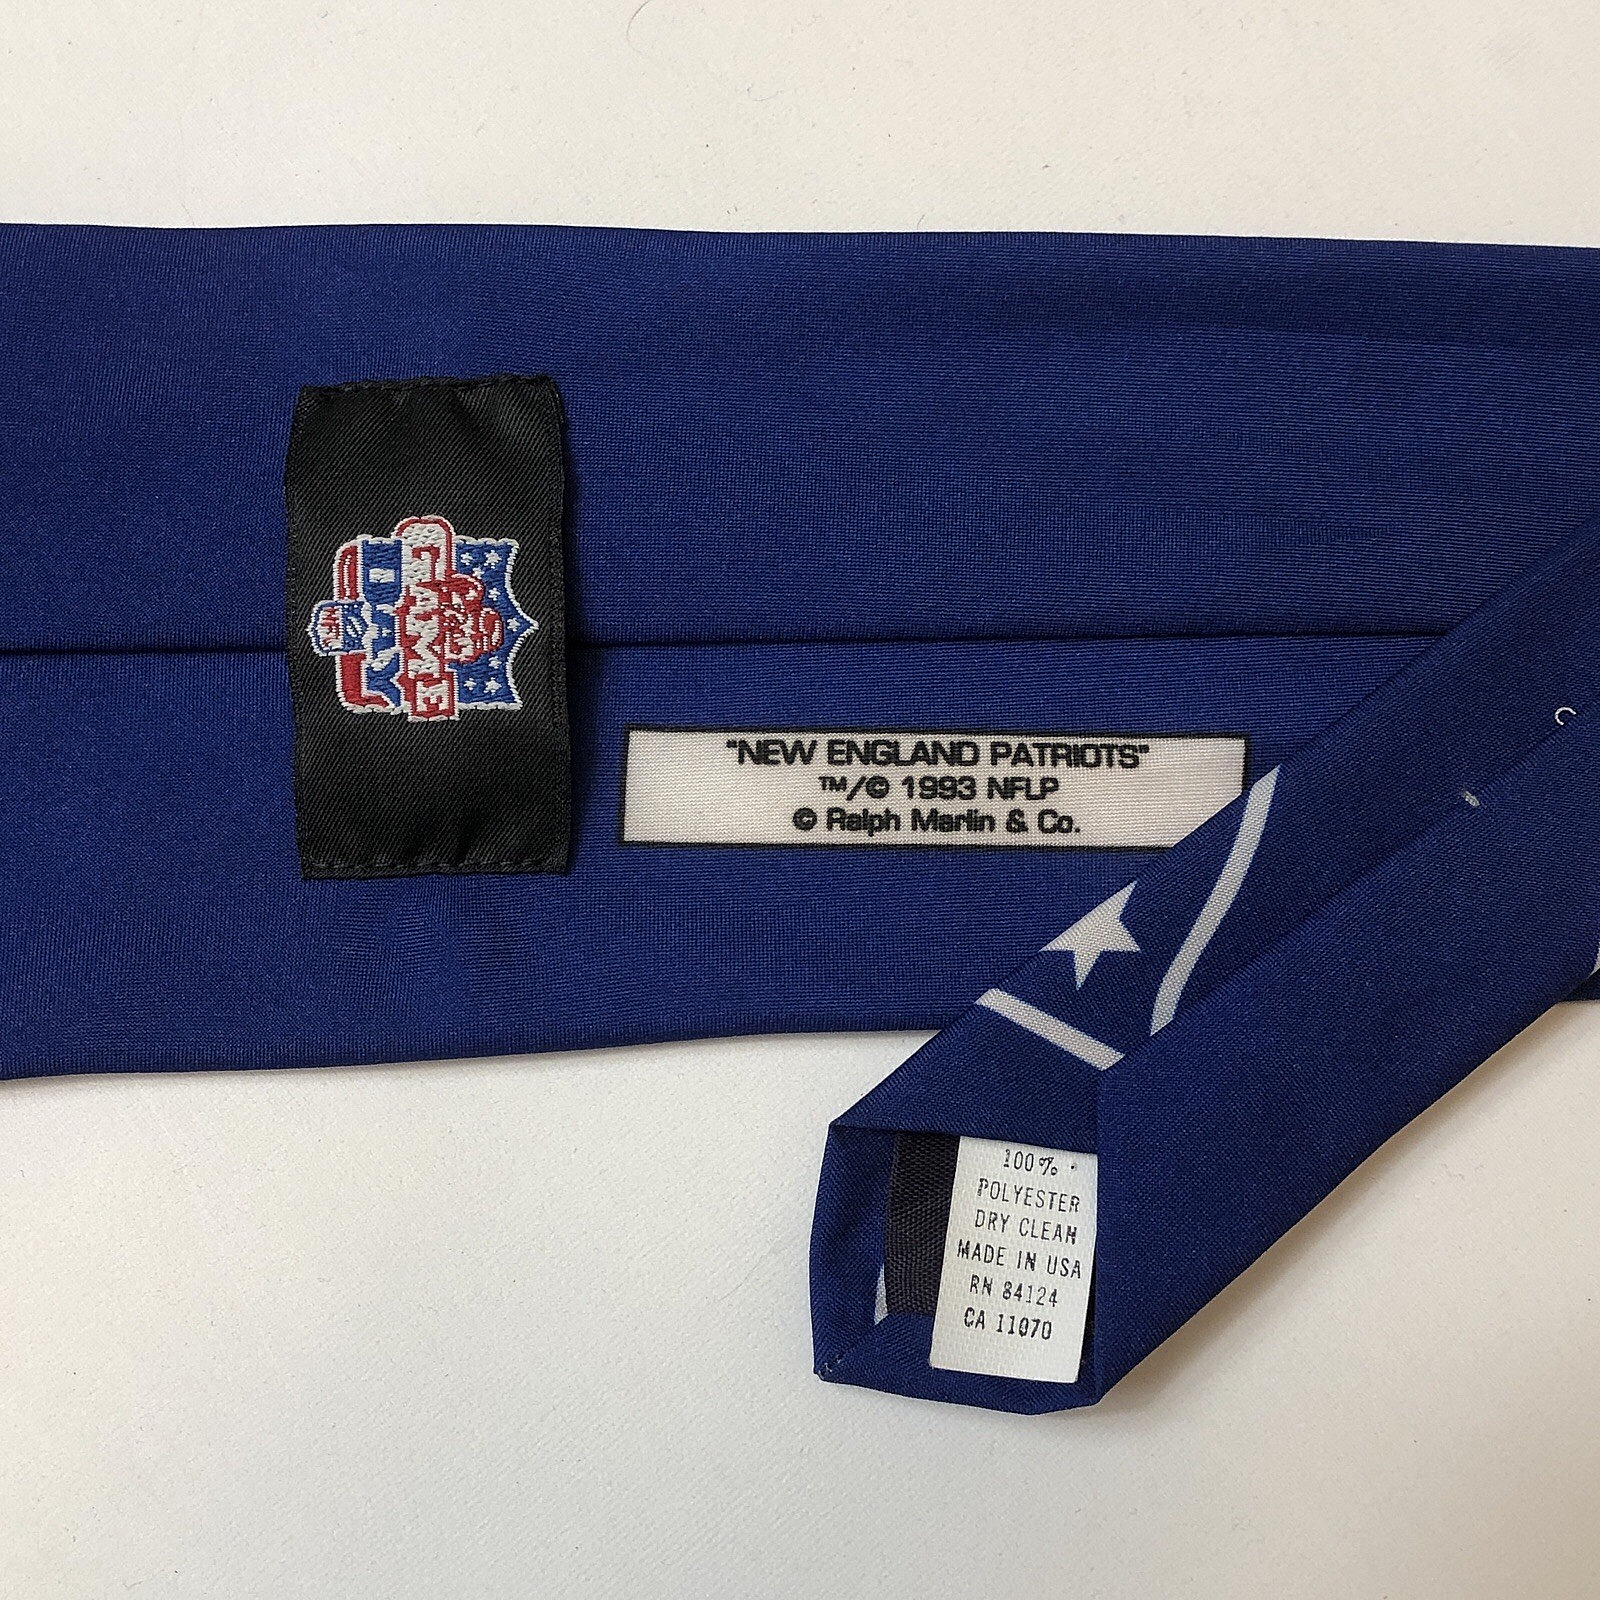 GAME
DAY
NFL
"NEW ENGLAND PATRIOTS"
™/© 1993 NFLP
© Ralph Marlin & Co.
100%
POLYESTER
DRY CLEAN
MADE IN USA
RN 84124
CA 11070